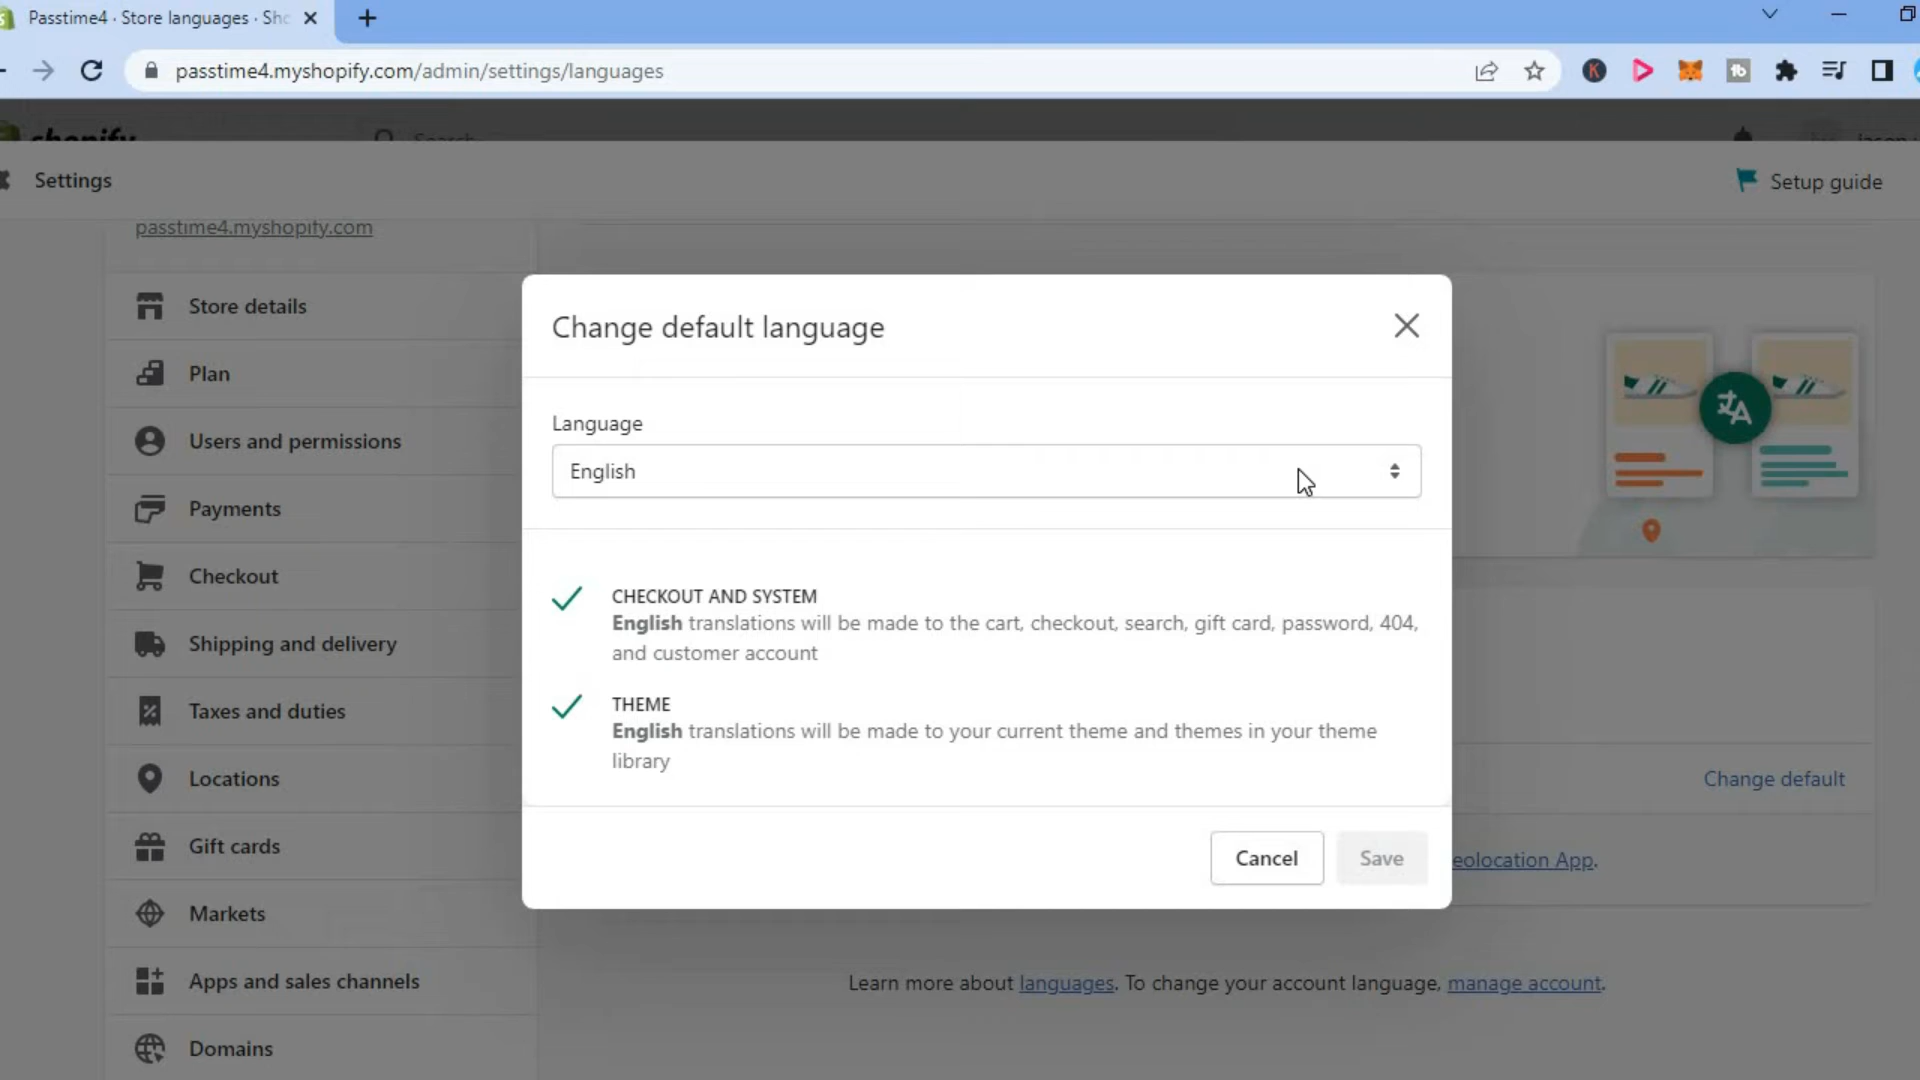 Passtime4 · Store languages · Sho
passtime4.myshopify.com/admin/settings/languages
shopify
Search
Settings
Setup guide
passtime4.myshopify.com
Store details
Plan
Users and permissions
Payments
Checkout
Shipping and delivery
Taxes and duties
Locations
Gift cards
Markets
Apps and sales channels
Domains
Change default language
Language
English
CHECKOUT AND SYSTEM
English translations will be made to the cart, checkout, search, gift card, password, 404,
and customer account
THEME
English translations will be made to your current theme and themes in your theme
library
Cancel
Save
Change default
eolocation App.
Learn more about languages. To change your account language, manage account.